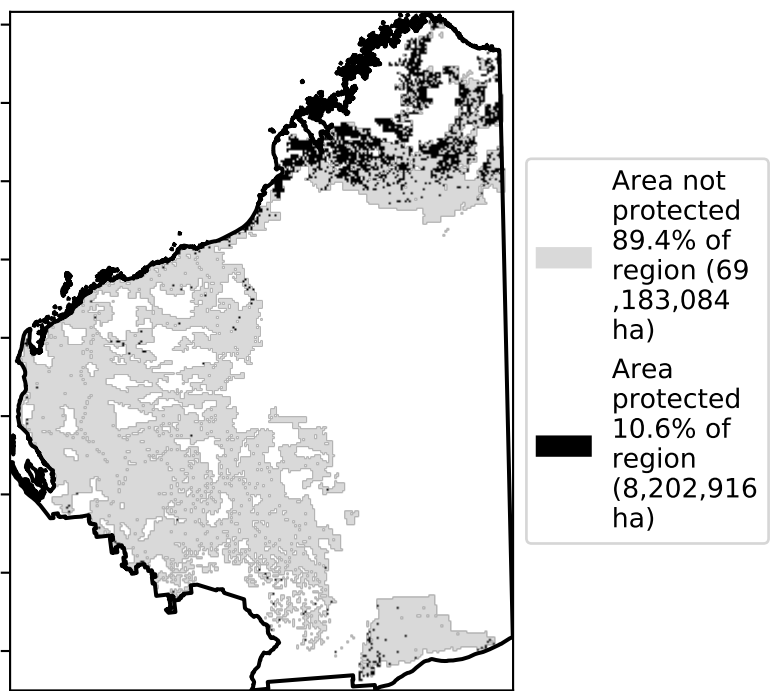 Area not
protected
89.4% of
region (69
,183,084
ha)
Area
protected
10.6% of
region
(8,202,916
ha)